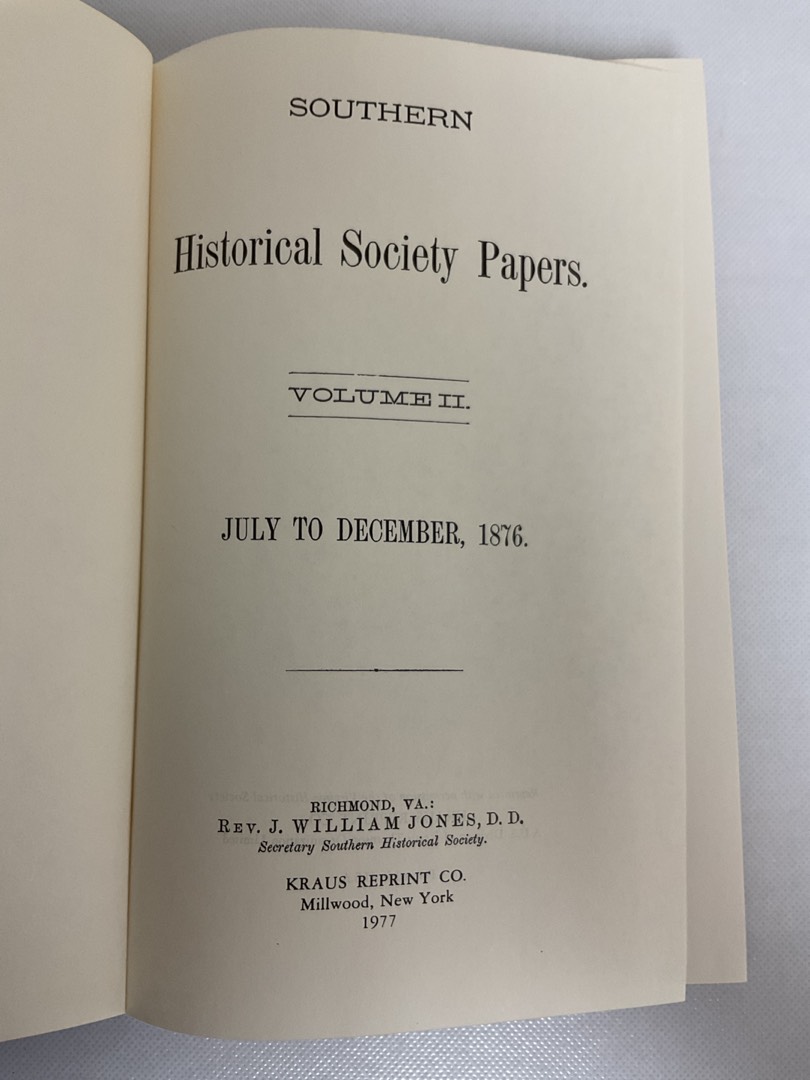 SOUTHERN
Historical Society Papers.
VOLUME II.
JULY TO DECEMBER, 1876.
RICHMOND, VA.:
REV. J. WILLIAM JONES, D. D.
Secretary Southern Historical Society.
KRAUS REPRINT CO.
Millwood, New York
1977